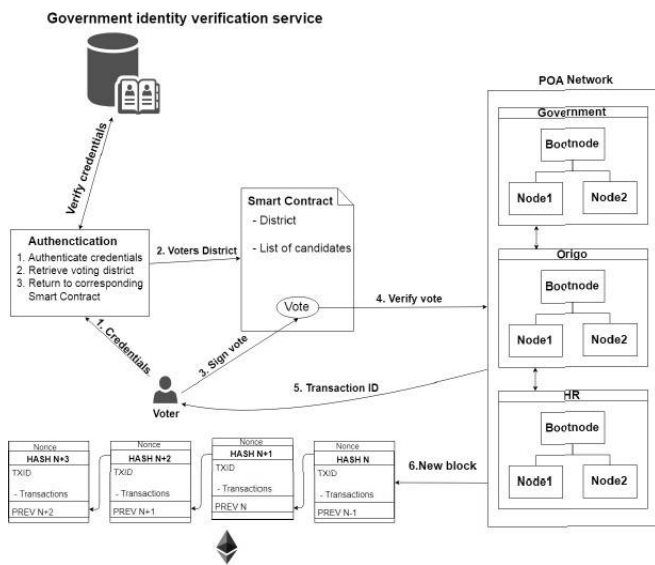 Government identity verification service
Verify credentials
Authenctication
1. Authenticate credentials
2. Retrieve voting district
3. Return to corresponding
Smart Contract
2. Voters District
Smart Contract
- District
- List of candidates
Vote
1. Credentials
3. Sign vote
Voter
4. Verify vote
5. Transaction ID
6.New block
POA Network
Government
Bootnode
Node1
Node2
Origo
Bootnode
Node1
Node2
HR
Bootnode
Node1
Node2
Nonce
HASH N+3
TXID
- Transactions
PREV N+2
Nonce
HASH N+2
TXID
- Transactions
PREV N+1
Nonce
HASH N+1
TXID
- Transactions
PREV N
Nonce
HASH N
TXID
- Transactions
PREV N-1